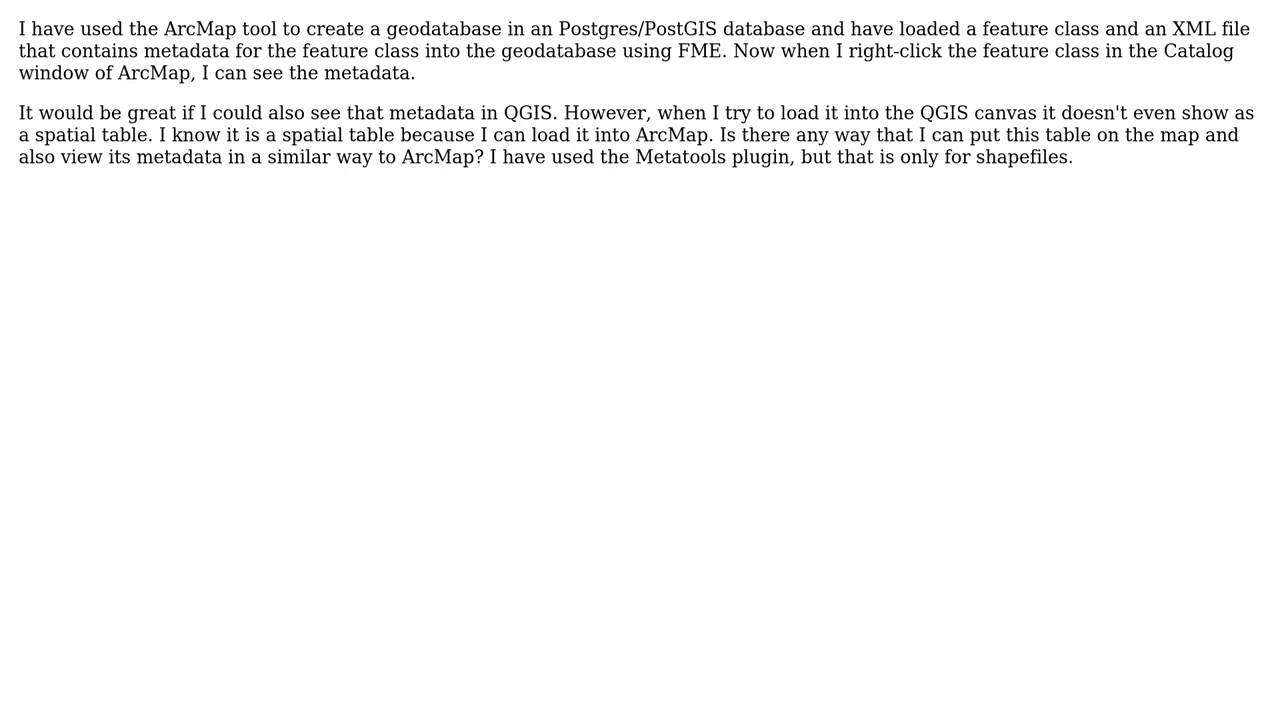 I have used the ArcMap tool to create a geodatabase in an Postgres/PostGIS database and have loaded a feature class and an XML file
that contains metadata for the feature class into the geodatabase using FME. Now when I right-click the feature class in the Catalog
window of ArcMap, I can see the metadata.
It would be great if I could also see that metadata in QGIS. However, when I try to load it into the QGIS canvas it doesn't even show as
a spatial table. I know it is a spatial table because I can load it into ArcMap. Is there any way that I can put this table on the map and
also view its metadata in a similar way to ArcMap? I have used the Metatools plugin, but that is only for shapefiles.